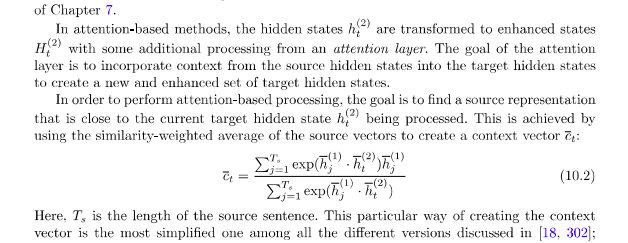 of Chapter 7.
In attention-based methods, the hidden states h_t^{(2)} are transformed to enhanced states
H_t^{(2)} with some additional processing from an attention layer. The goal of the attention
layer is to incorporate context from the source hidden states into the target hidden states
to create a new and enhanced set of target hidden states.
In order to perform attention-based processing, the goal is to find a source representation
that is close to the current target hidden state h_t^{(2)} being processed. This is achieved by
using the similarity-weighted average of the source vectors to create a context vector \overline{c}_t:
\overline{c}_t = \frac{\sum_{j=1}^{T_s} \exp(\overline{h}_j^{(1)} \cdot \overline{h}_t^{(2)}) \overline{h}_j^{(1)}}{\sum_{j=1}^{T_s} \exp(\overline{h}_j^{(1)} \cdot \overline{h}_t^{(2)})} (10.2)
Here, T_s is the length of the source sentence. This particular way of creating the context
vector is the most simplified one among all the different versions discussed in [18, 302];